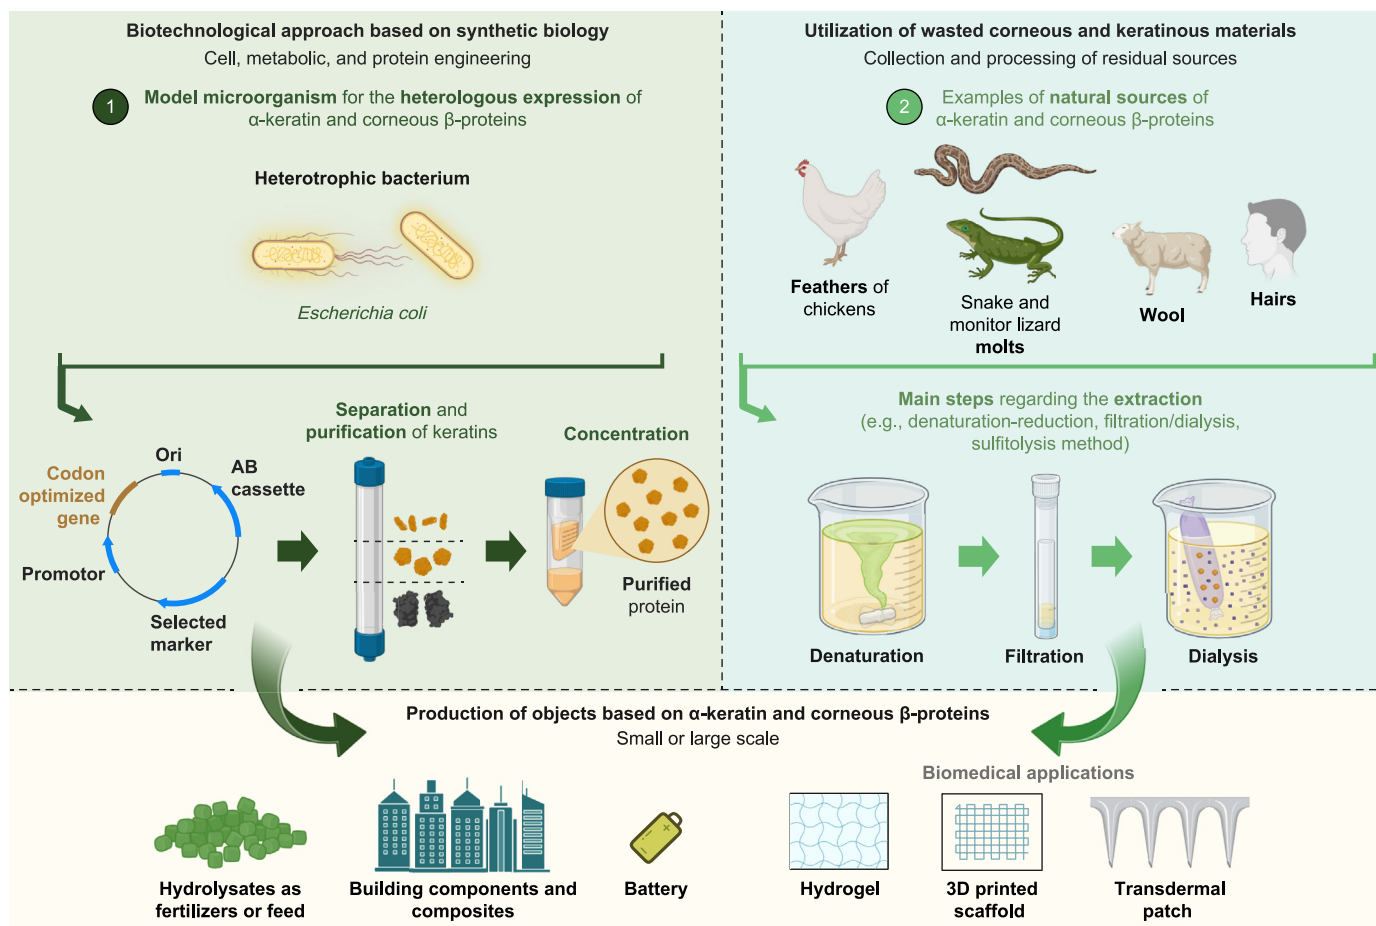 Biotechnological approach based on synthetic biology
Cell, metabolic, and protein engineering
1
Model microorganism for the heterologous expression of
α-keratin and corneous β-proteins
Heterotrophic bacterium
Escherichia coli
Separation and
purification of keratins
Concentration
Codon
optimized
gene
Ori
AB
cassette
Promotor
Selected
marker
Purified
protein
Utilization of wasted corneous and keratinous materials
Collection and processing of residual sources
2
Examples of natural sources of
α-keratin and corneous β-proteins
Feathers of
chickens
Snake and
monitor lizard
molts
Wool
Hairs
Main steps regarding the extraction
(e.g., denaturation-reduction, filtration/dialysis,
sulfitolysis method)
Denaturation
Filtration
Dialysis
Production of objects based on α-keratin and corneous β-proteins
Small or large scale
Biomedical applications
Hydrolysates as
fertilizers or feed
Building components and
composites
Battery
Hydrogel
3D printed
scaffold
Transdermal
patch